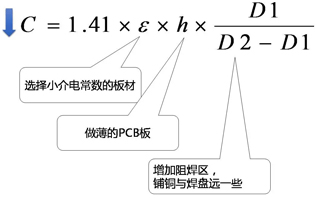 C = 1.41 × ε × h × D1 / (D2 − D1)
选择小介电常数的板材
做薄的PCB板
增加阻焊区，
铺铜与焊盘远一些